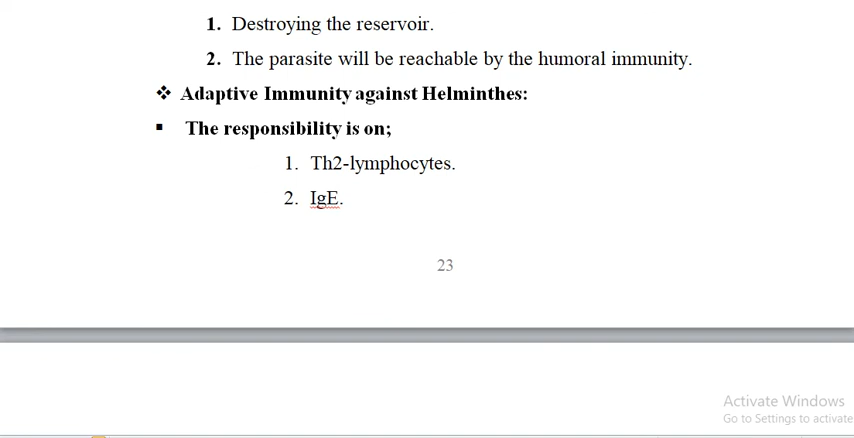 1. Destroying the reservoir.
2. The parasite will be reachable by the humoral immunity.
❖ Adaptive Immunity against Helminthes:
▪ The responsibility is on;
1. Th2-lymphocytes.
2. IgE.
23
Activate Windows
Go to Settings to activate